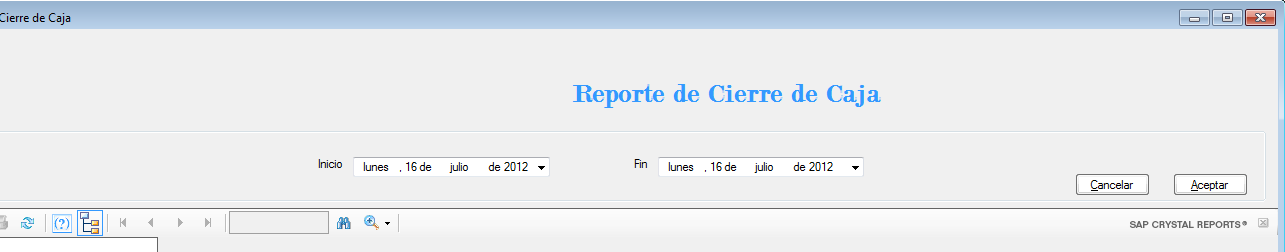 Cierre de Caja
Reporte de Cierre de Caja
Inicio lunes , 16 de julio de 2012 Fin lunes , 16 de julio de 2012
Cancelar Aceptar
(?) SAP CRYSTAL REPORTS®